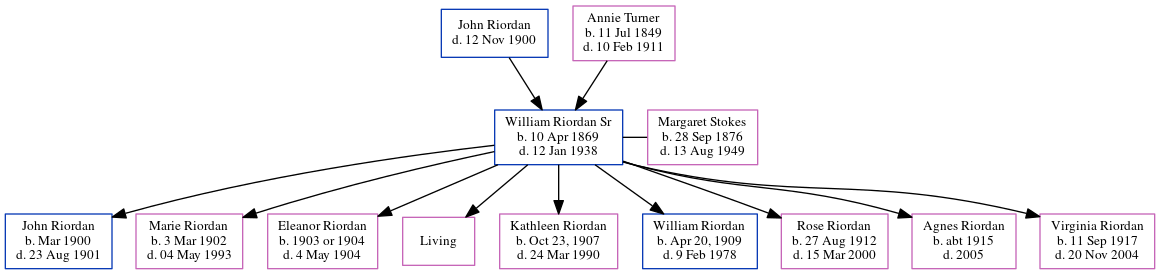 John Riordan
d. 12 Nov 1900
Annie Turner
b. 11 Jul 1849
d. 10 Feb 1911
William Riordan Sr
b. 10 Apr 1869
d. 12 Jan 1938
Margaret Stokes
b. 28 Sep 1876
d. 13 Aug 1949
John Riordan
b. Mar 1900
d. 23 Aug 1901
Marie Riordan
b. 3 Mar 1902
d. 04 May 1993
Eleanor Riordan
b. 1903 or 1904
d. 4 May 1904
Living
Kathleen Riordan
b. Oct 23, 1907
d. 24 Mar 1990
William Riordan
b. Apr 20, 1909
d. 9 Feb 1978
Rose Riordan
b. 27 Aug 1912
d. 15 Mar 2000
Agnes Riordan
b. abt 1915
d. 2005
Virginia Riordan
b. 11 Sep 1917
d. 20 Nov 2004